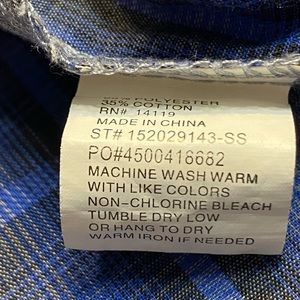 POLYESTER
35% COTTON
RN# 14119
MADE IN CHINA
ST# 152029143-SS
PO#4500416682
MACHINE WASH WARM
WITH LIKE COLORS
NON-CHLORINE BLEACH
TUMBLE DRY LOW
OR HANG TO DRY
WARM IRON IF NEEDED